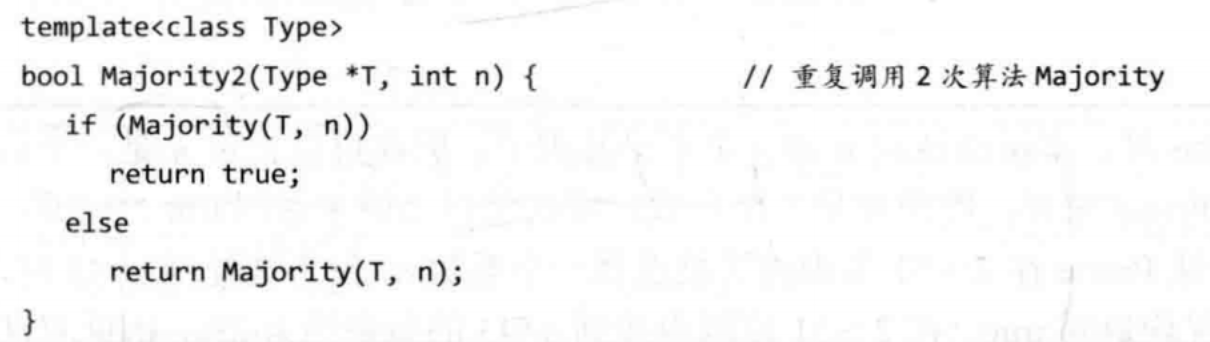 template<class Type>
bool Majority2(Type *T, int n) { // 重复调用 2 次算法 Majority
if (Majority(T, n))
return true;
else
return Majority(T, n);
}